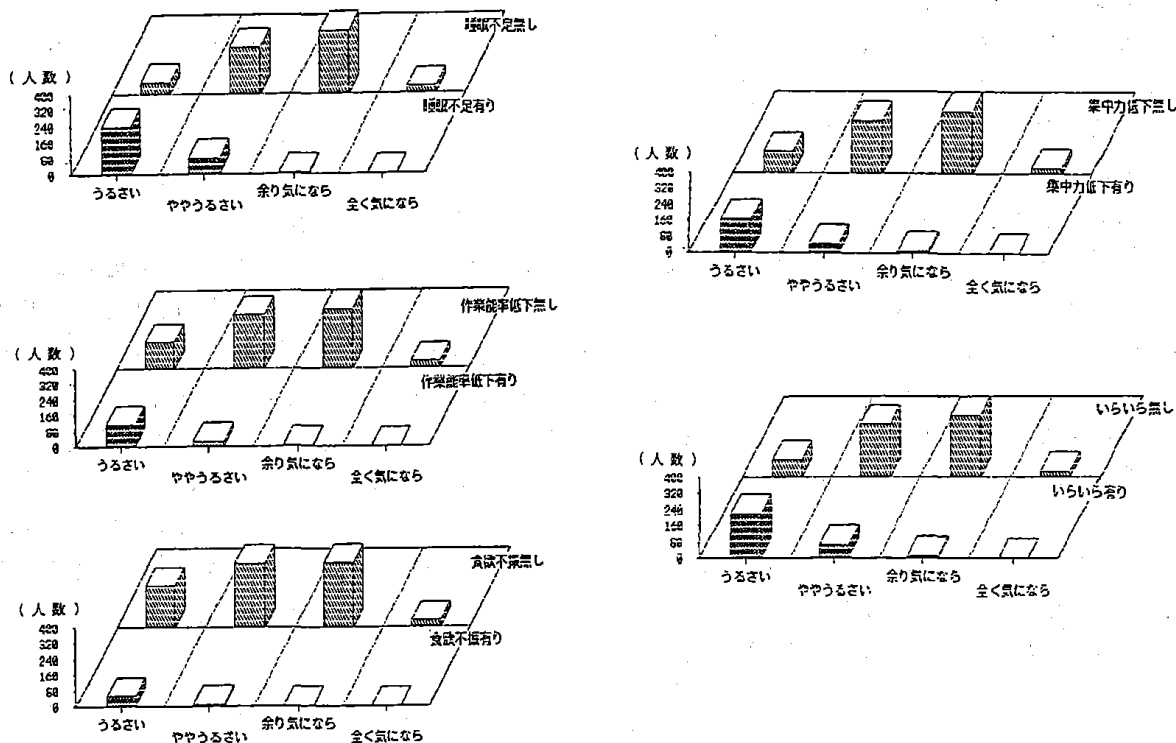 睡眠不足無し
(人数)
睡眠不足有り
400
320
240
160
0
うるさい
ややうるさい
余り気になら
全く気になら
作業能率低下無し
(人数)
作業能率低下有り
400
320
240
160
0
うるさい
ややうるさい
余り気になら
全く気になら
食欲不振無し
(人数)
食欲不振有り
400
320
240
160
0
うるさい
ややうるさい
余り気になら
全く気になら
集中力低下無し
(人数)
集中力低下有り
400
320
240
160
0
うるさい
ややうるさい
余り気になら
全く気になら
いらいら無し
(人数)
いらいら有り
400
320
240
160
0
うるさい
ややうるさい
余り気になら
全く気になら